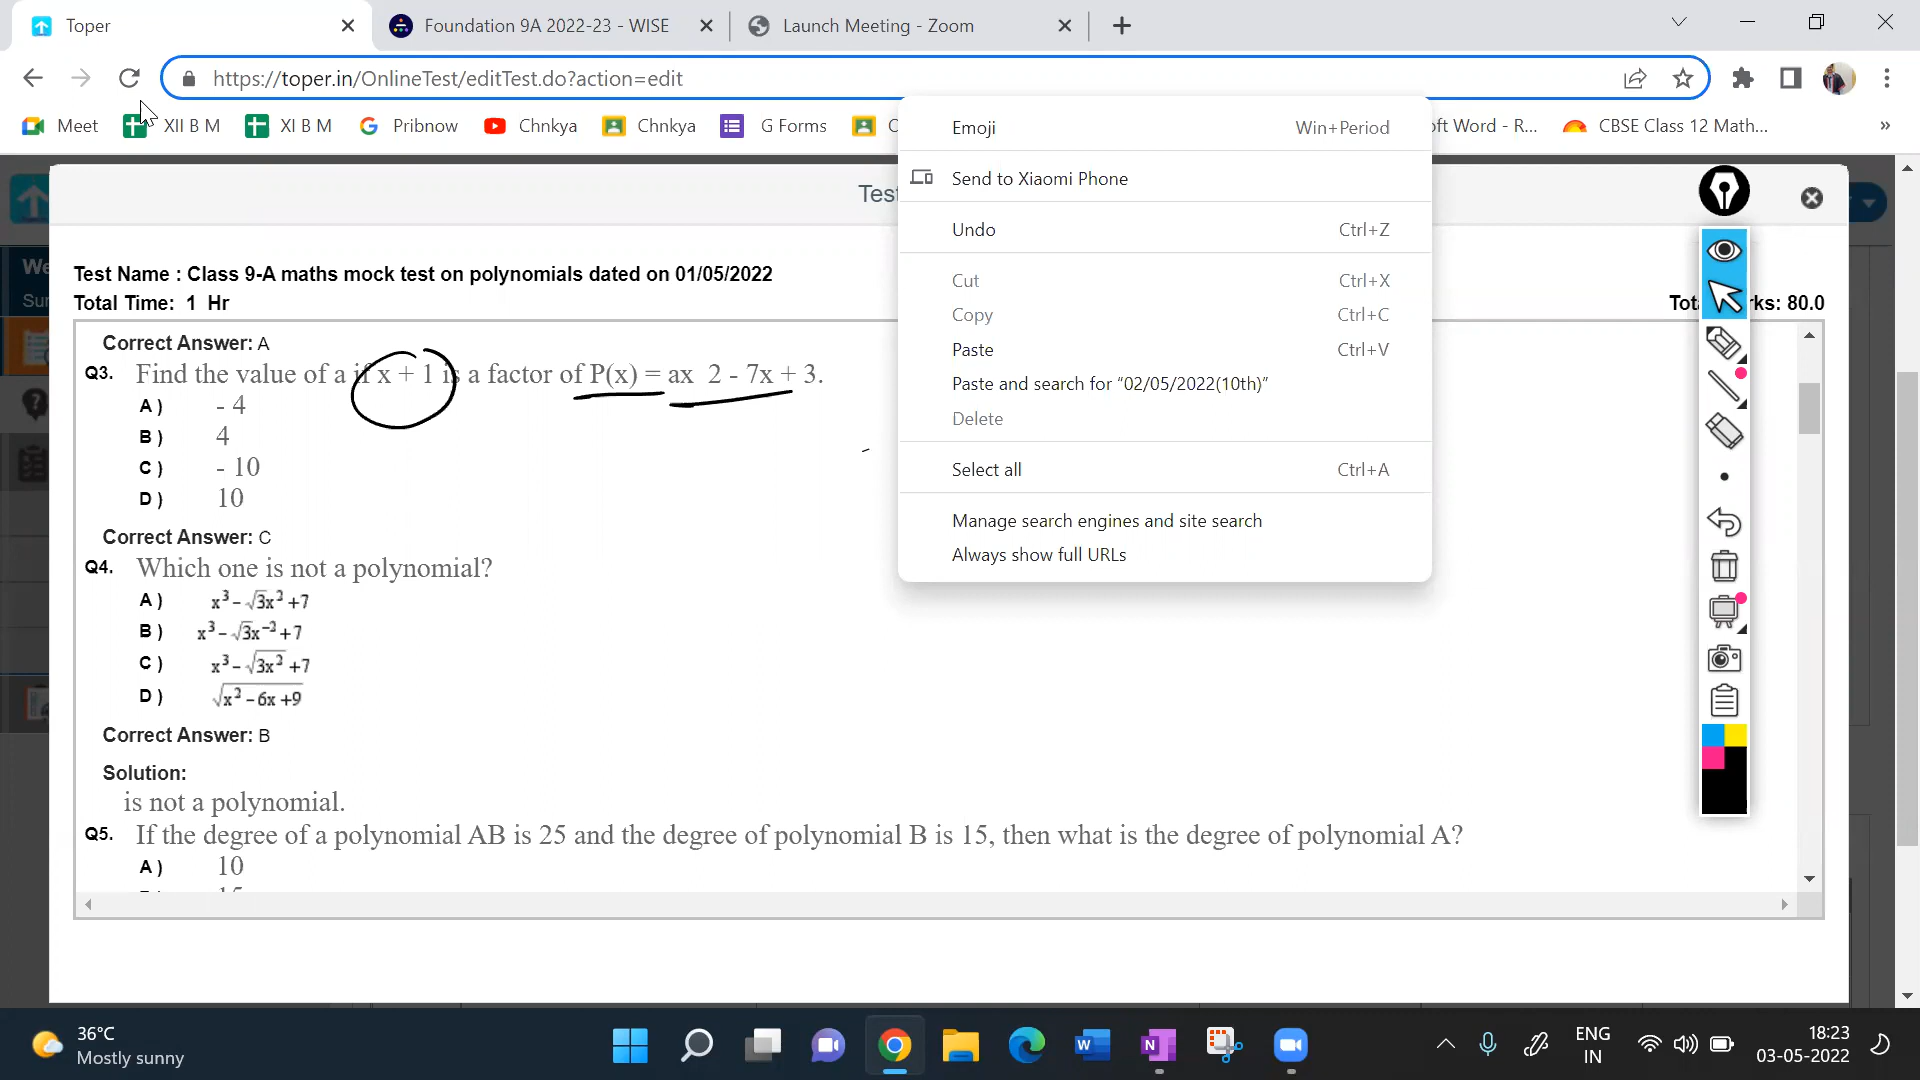 Toper
Foundation 9A 2022-23 - WISE
Launch Meeting - Zoom
https://toper.in/OnlineTest/editTest.do?action=edit
Meet
XII B M
XI B M
Pribnow
Chnkya
Chnkya
G Forms
CBSE Class 12 Math...
»
Emoji Win+Period
Send to Xiaomi Phone
Undo Ctrl+Z
Cut Ctrl+X
Copy Ctrl+C
Paste Ctrl+V
Paste and search for “02/05/2022(10th)”
Delete
Select all Ctrl+A
Manage search engines and site search
Always show full URLs
Test Name : Class 9-A maths mock test on polynomials dated on 01/05/2022
Total Time: 1 Hr
80.0
Correct Answer: A
Q3. Find the value of a if x + 1 is a factor of P(x) = ax 2 - 7x + 3.
A ) - 4
B ) 4
C ) - 10
D ) 10
Correct Answer: C
Q4. Which one is not a polynomial?
A ) x³ - √3x² +7
B ) x³ - √3x⁻² +7
C ) x³ - √3x² +7
D ) √x² - 6x +9
Correct Answer: B
Solution:
is not a polynomial.
Q5. If the degree of a polynomial AB is 25 and the degree of polynomial B is 15, then what is the degree of polynomial A?
A ) 10
36°C
Mostly sunny
ENG
IN
18:23
03-05-2022